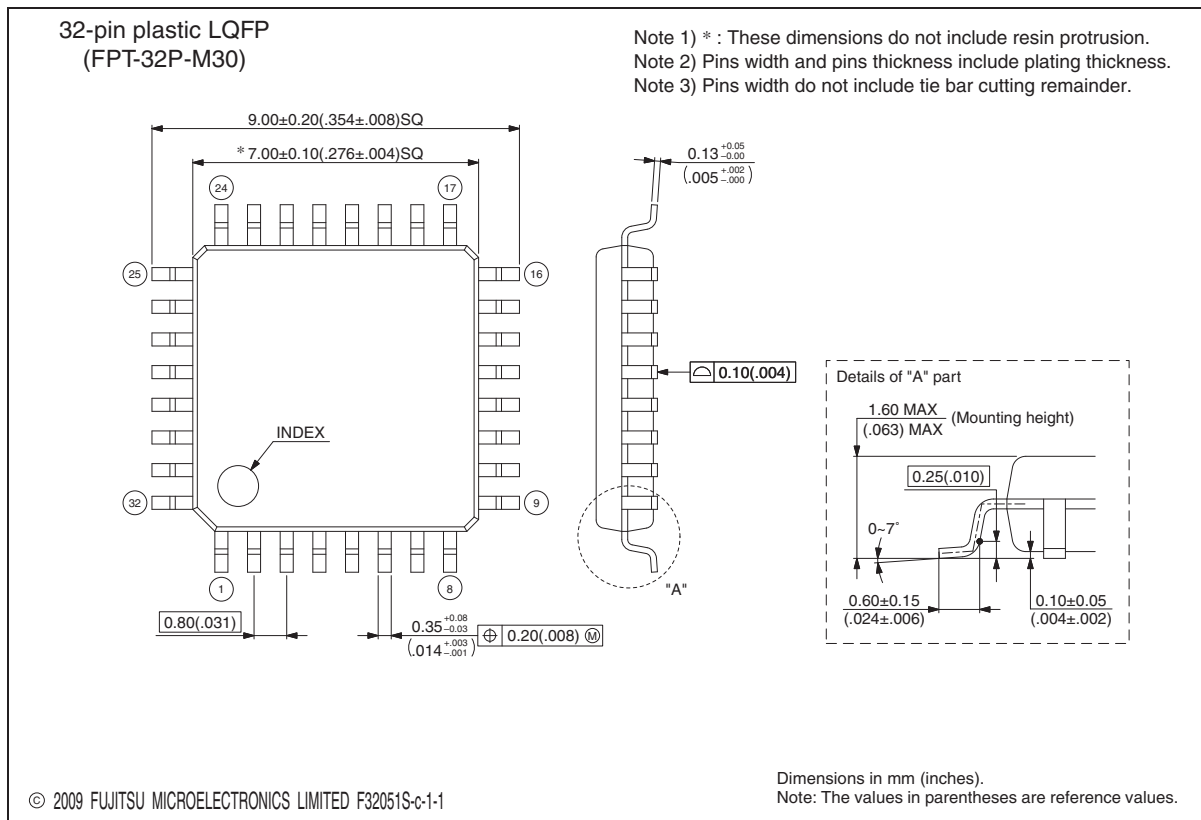 32-pin plastic LQFP
(FPT-32P-M30)
Note 1) * : These dimensions do not include resin protrusion.
Note 2) Pins width and pins thickness include plating thickness.
Note 3) Pins width do not include tie bar cutting remainder.
9.00±0.20(.354±.008)SQ
*7.00±0.10(.276±.004)SQ
0.13 +0.05 −0.00
(.005 +.002 −.000)
24
17
25
16
0.10(.004)
Details of "A" part
1.60 MAX
(.063) MAX
(Mounting height)
INDEX
0.25(.010)
32
9
0~7°
1
8
"A"
0.80(.031)
0.35 +0.08 −0.03
(.014 +.003 −.001)
⌖ 0.20(.008) Ⓜ
0.60±0.15
(.024±.006)
0.10±0.05
(.004±.002)
© 2009 FUJITSU MICROELECTRONICS LIMITED F32051S-c-1-1
Dimensions in mm (inches).
Note: The values in parentheses are reference values.